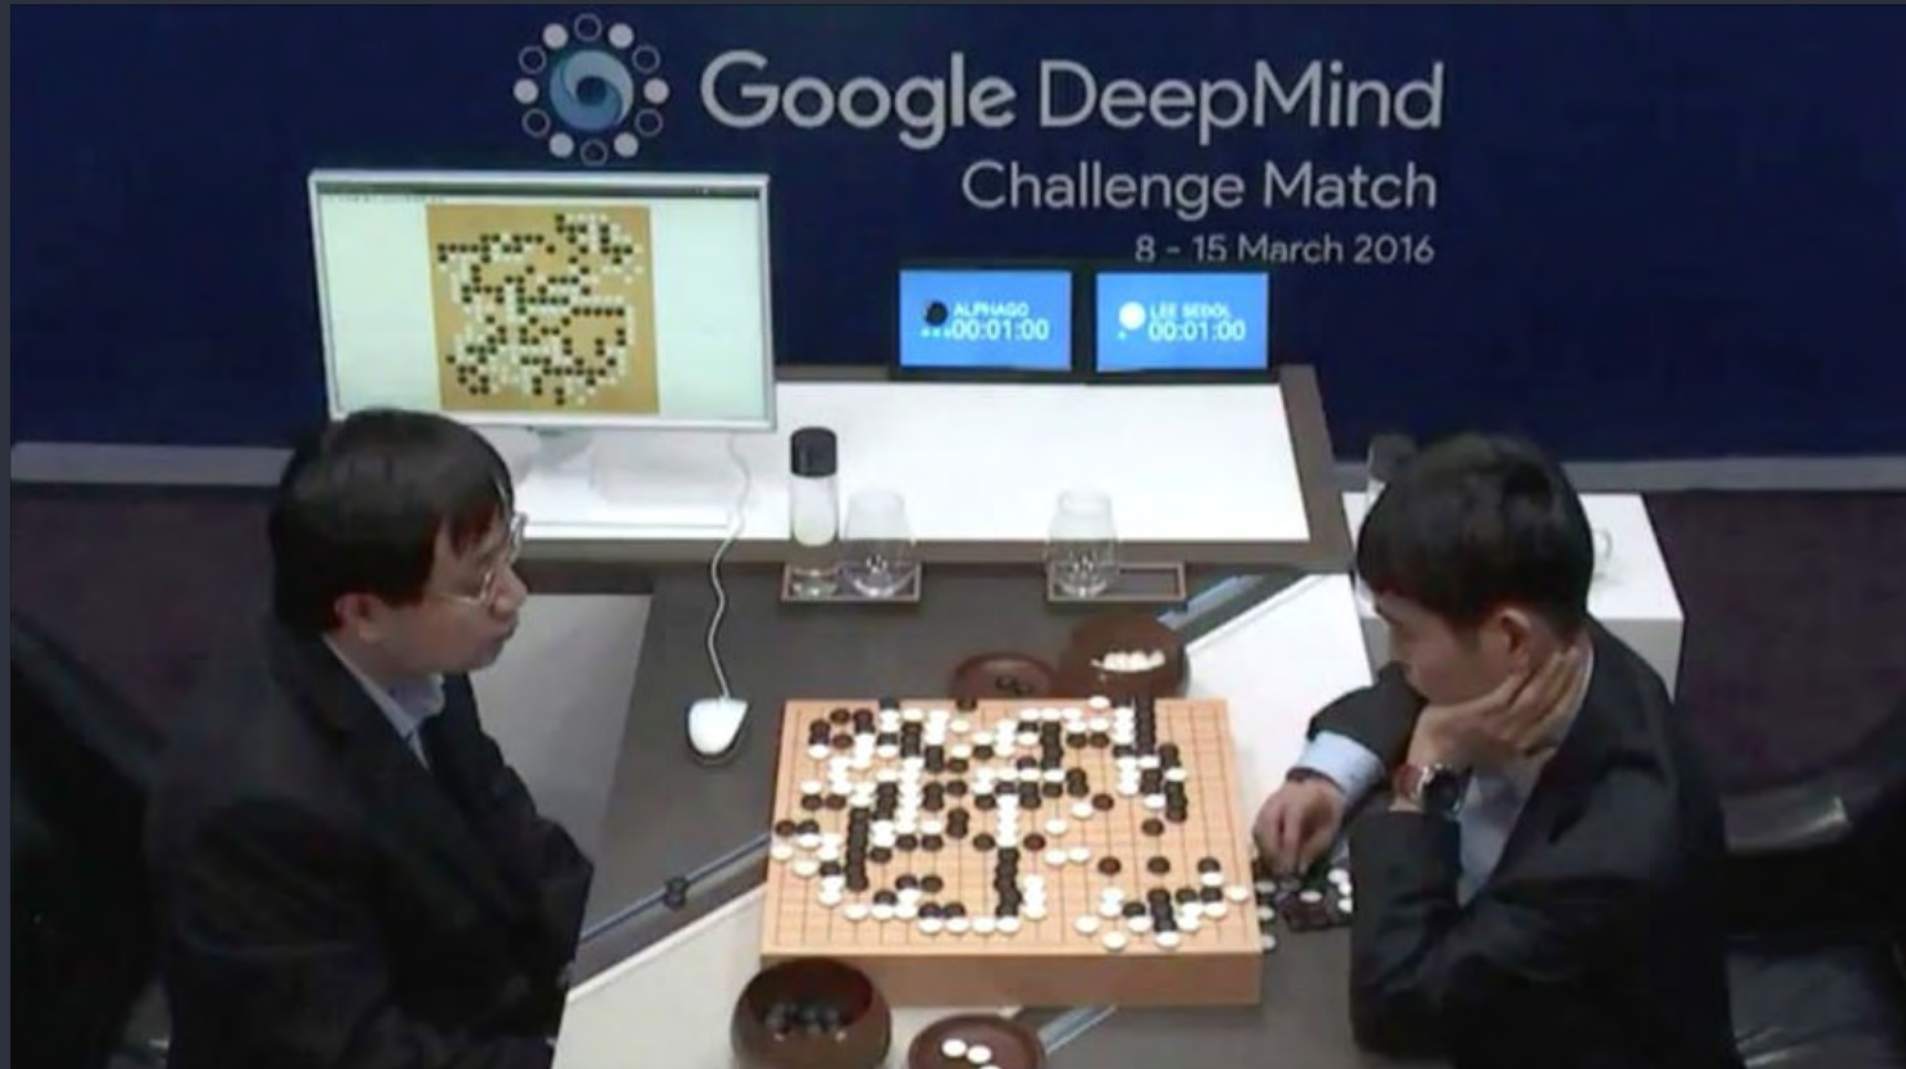 Google DeepMind
Challenge Match
8 - 15 March 2016
ALPHAGO
00:01:00
LEE SEDOL
00:01:00